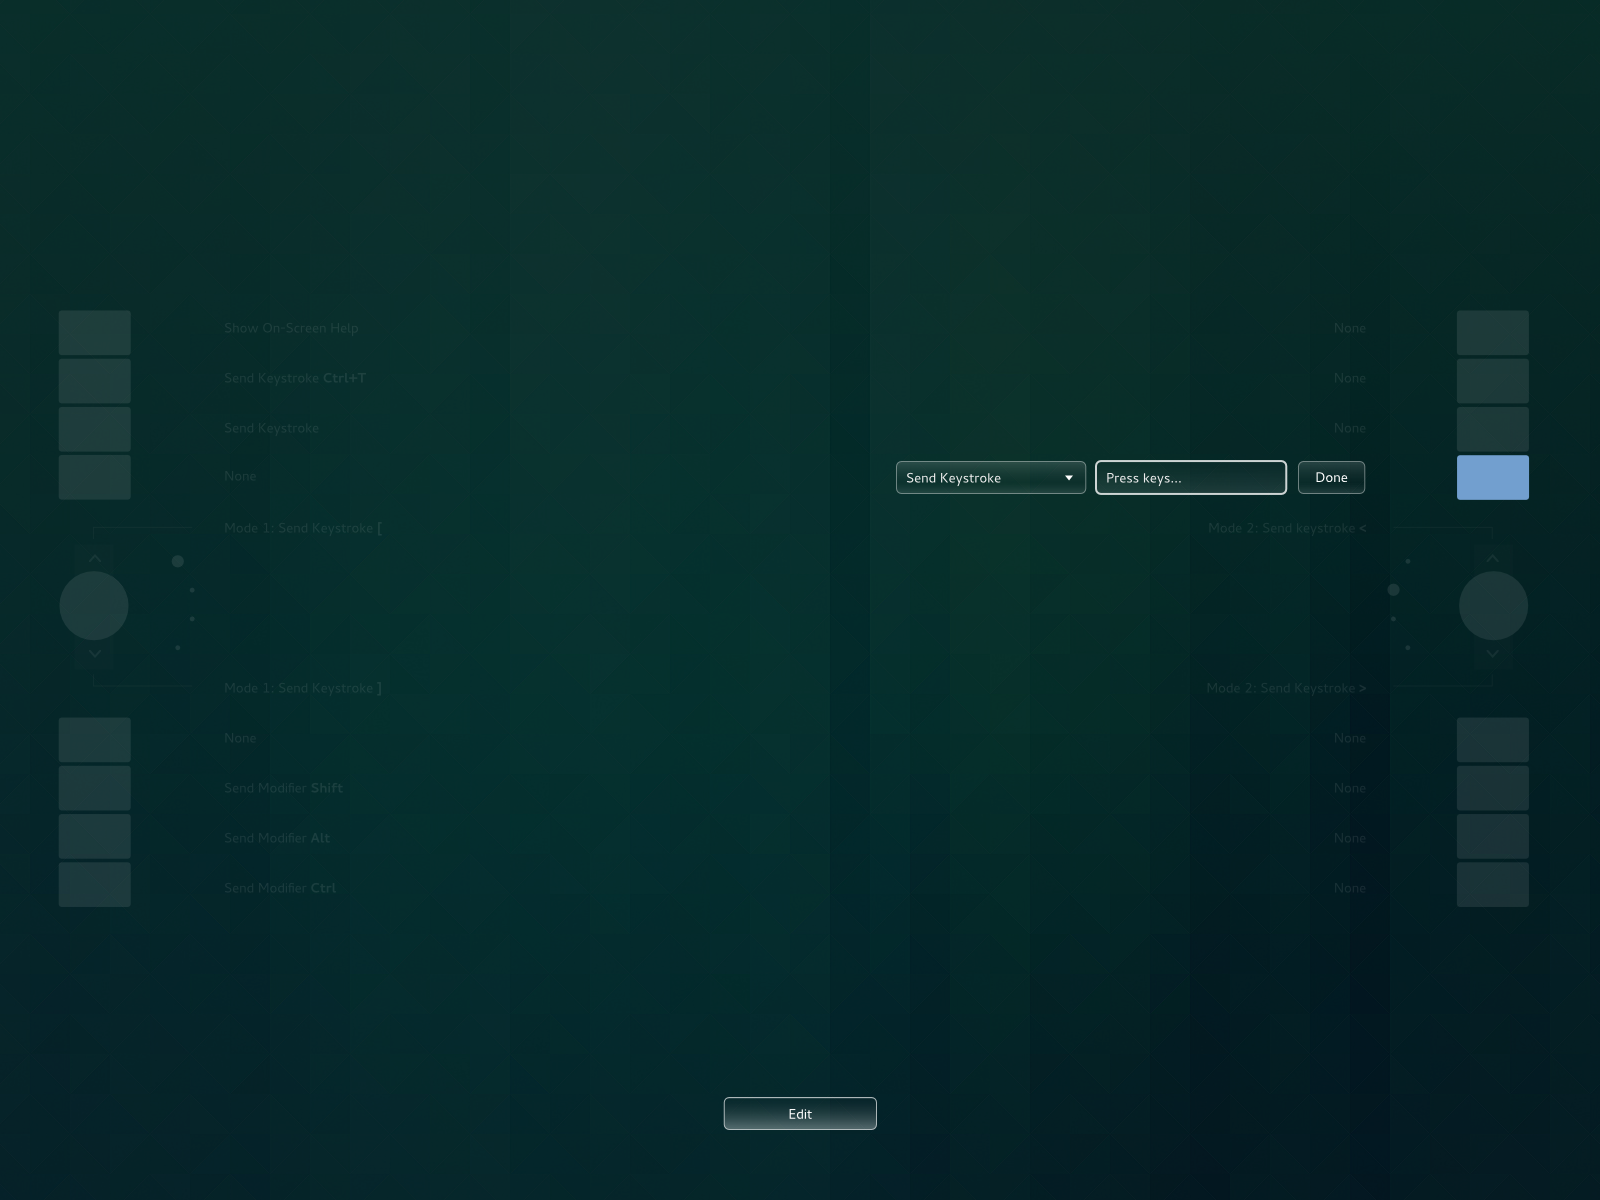 Show On-Screen Help
None
Send Keystroke Ctrl+T
None
Send Keystroke
None
None
Send Keystroke
Press keys...
Done
Mode 1: Send Keystroke [
Mode 2: Send keystroke <
Mode 1: Send Keystroke ]
Mode 2: Send Keystroke >
None
None
Send Modifier Shift
None
Send Modifier Alt
None
Send Modifier Ctrl
None
Edit